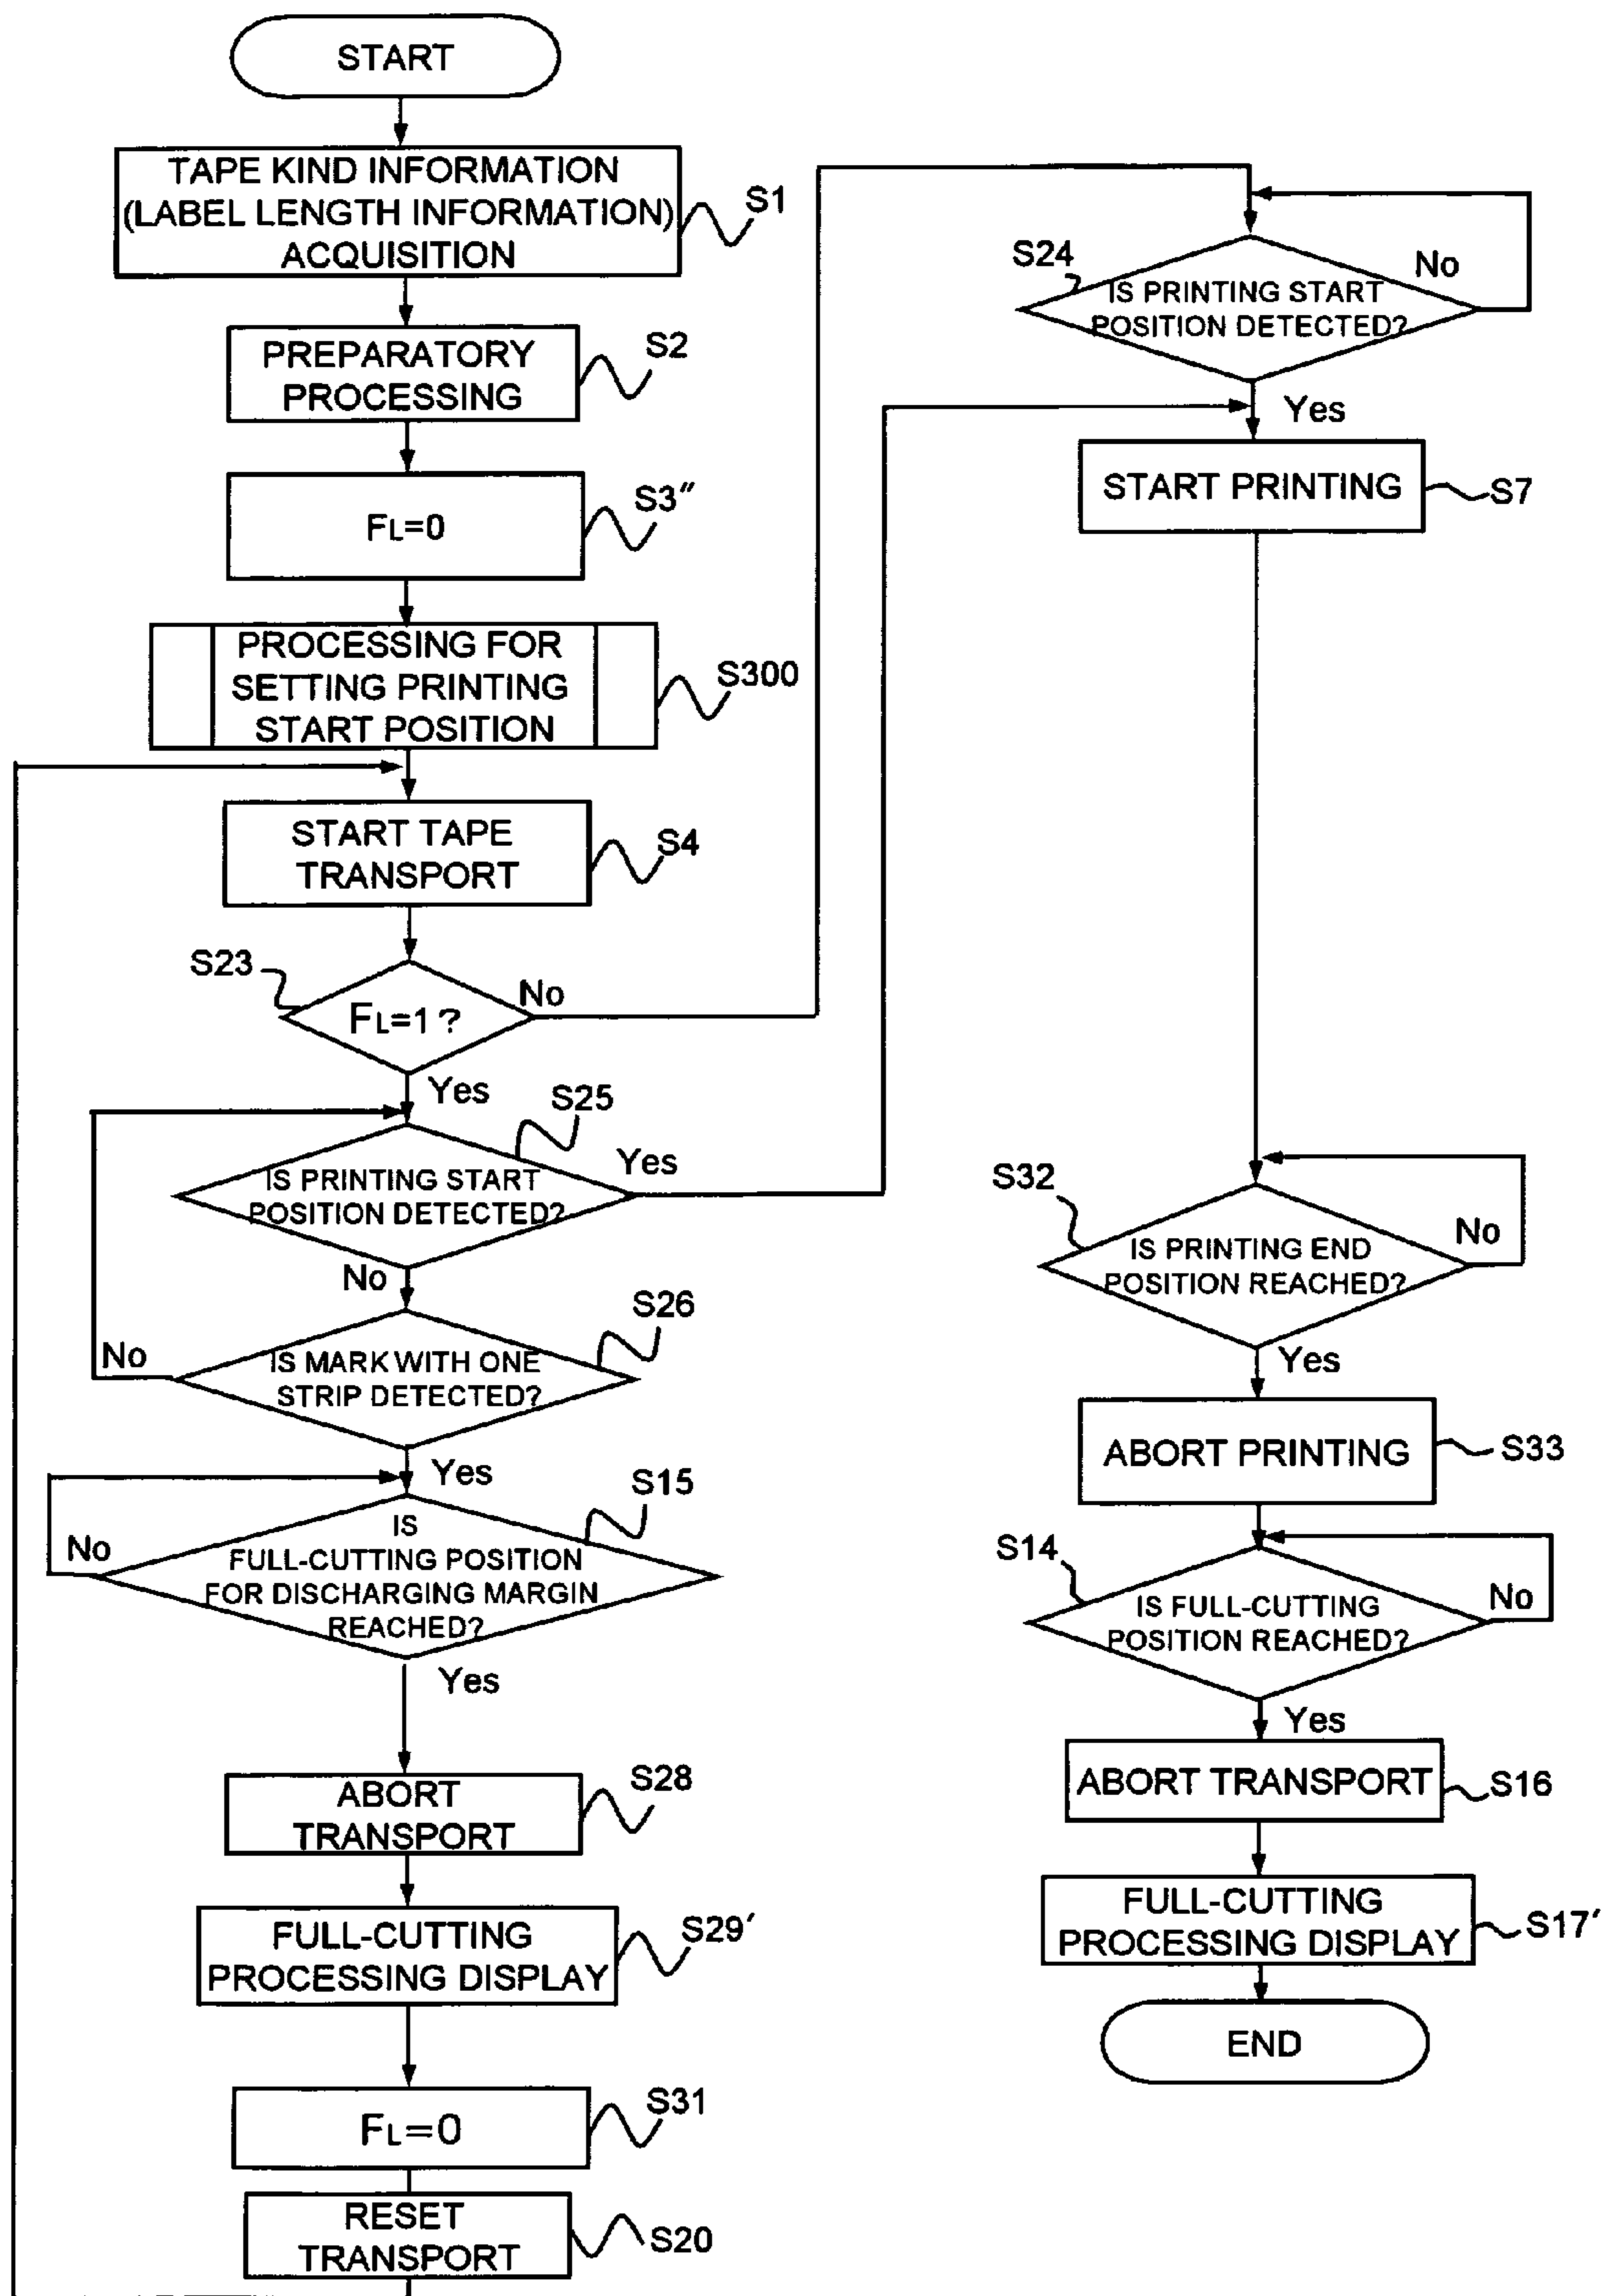 START
TAPE KIND INFORMATION
(LABEL LENGTH INFORMATION)
ACQUISITION
S1
PREPARATORY
PROCESSING
S2
FL=0
S3″
PROCESSING FOR
SETTING PRINTING
START POSITION
S300
START TAPE
TRANSPORT
S4
S23
FL=1?
No
Yes
S25
IS PRINTING START
POSITION DETECTED?
Yes
No
S26
IS MARK WITH ONE
STRIP DETECTED?
No
Yes
S15
IS
FULL-CUTTING POSITION
FOR DISCHARGING MARGIN
REACHED?
No
Yes
ABORT
TRANSPORT
S28
FULL-CUTTING
PROCESSING DISPLAY
S29′
FL=0
S31
RESET
TRANSPORT
S20
S24
IS PRINTING START
POSITION DETECTED?
No
Yes
START PRINTING
S7
S32
IS PRINTING END
POSITION REACHED?
No
Yes
ABORT PRINTING
S33
S14
IS FULL-CUTTING
POSITION REACHED?
No
Yes
ABORT TRANSPORT
S16
FULL-CUTTING
PROCESSING DISPLAY
S17′
END